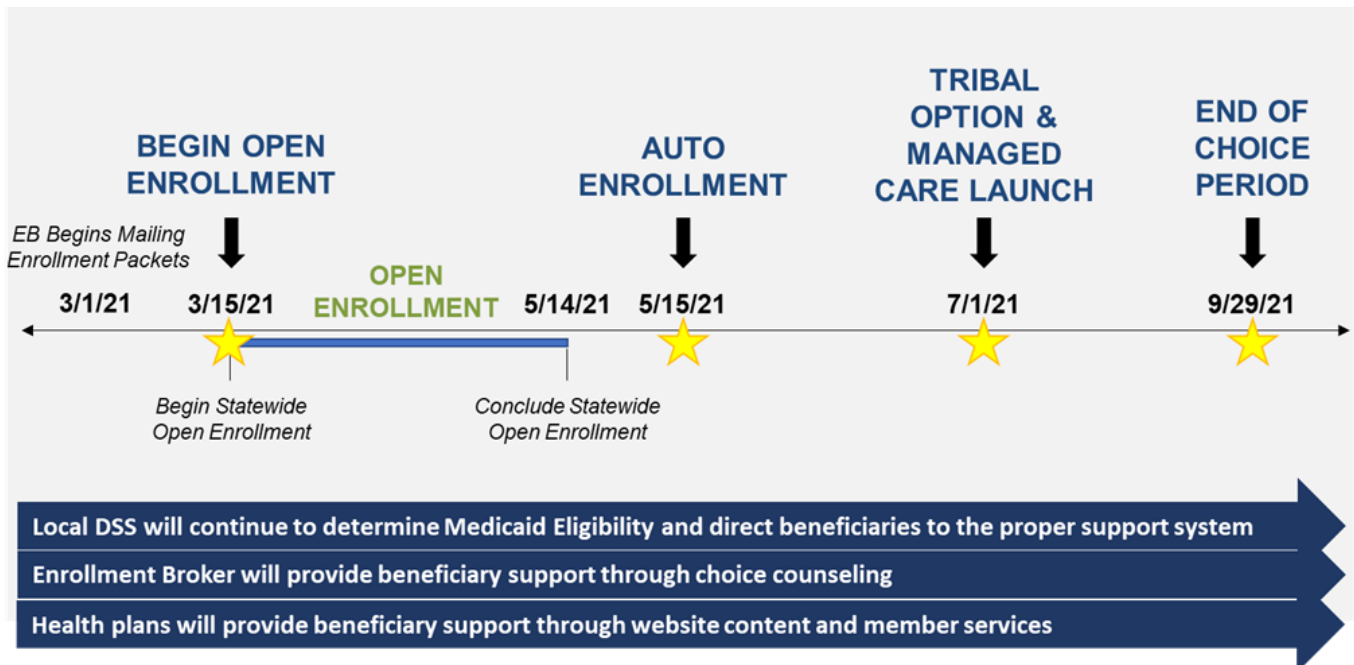 BEGIN OPEN
ENROLLMENT
AUTO
ENROLLMENT
TRIBAL
OPTION &
MANAGED
CARE LAUNCH
END OF
CHOICE
PERIOD
EB Begins Mailing
Enrollment Packets
OPEN
ENROLLMENT
3/1/21
3/15/21
5/14/21
5/15/21
7/1/21
9/29/21
Begin Statewide
Open Enrollment
Conclude Statewide
Open Enrollment
Local DSS will continue to determine Medicaid Eligibility and direct beneficiaries to the proper support system
Enrollment Broker will provide beneficiary support through choice counseling
Health plans will provide beneficiary support through website content and member services